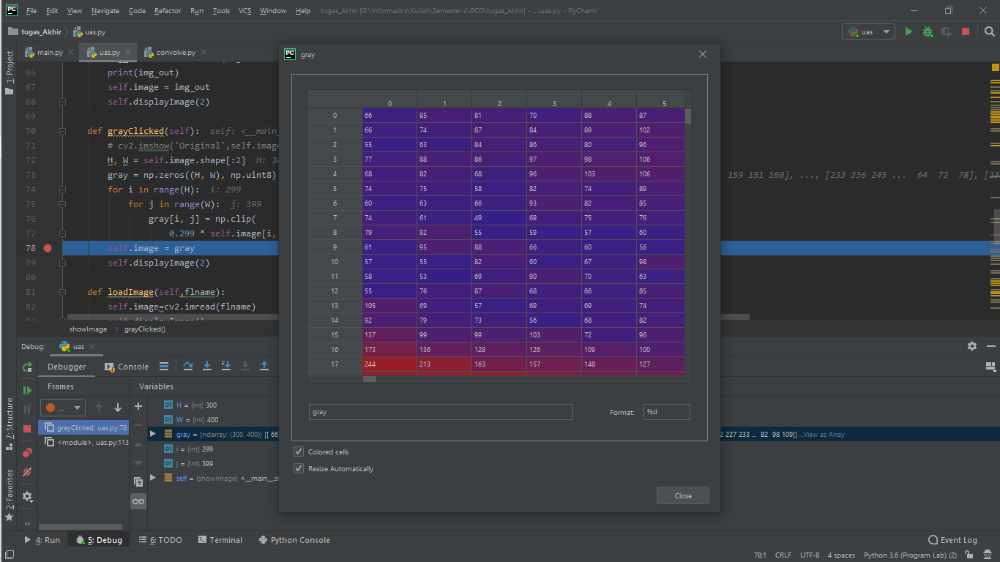 File Edit View Navigate Code Refactor Run Tools VCS Window Help tugas_Akhir [G:\Informatics\Kuliah\Semester 4\PCD\tugas_Akhir] - ...\uas.py - PyCharm
tugas_Akhir uas.py uas
main.py uas.py convolve.py
1: Project
66 print(img_out)
67 self.image = img_out
68 self.displayImage(2)
69
70 def grayClicked(self): self: <__main_
71 # cv2.imshow('Original',self.imag
72 H, W = self.image.shape[:2] H: 30
73 gray = np.zeros((H, W), np.uint8) 159 151 160], ..., [233 236 245 ... 64 72 78], [23
74 for i in range(H): i: 299
75 for j in range(W): j: 399
76 gray[i, j] = np.clip(
77 0.299 * self.image[i,
78 self.image = gray
79 self.displayImage(2)
80
81 def loadImage(self,flname):
82 self.image=cv2.imread(flname)
showImage grayClicked()
gray
0 1 2 3 4 5
0 66 85 81 70 88 87
1 66 74 87 84 89 102
2 55 63 84 86 80 96
3 77 88 86 97 98 106
4 68 82 68 96 103 106
5 74 75 58 82 74 89
6 60 63 66 93 82 85
7 74 61 49 69 75 76
8 79 92 55 59 57 60
9 61 95 88 66 60 56
10 57 55 82 60 67 98
11 58 53 69 90 70 63
12 55 76 87 68 66 85
13 105 69 57 69 69 74
14 92 79 73 56 68 82
15 137 99 99 103 72 96
16 173 136 128 126 109 100
17 244 213 163 157 148 127
gray Format: %d
Colored cells
Resize Automatically
Close
Debug: uas
Debugger Console
Frames Variables
grayClicked, uas.py:78
<module>, uas.py:113
H = {int} 300
W = {int} 400
gray = {ndarray: (300, 400)} [[ 66 2 227 233 ... 82 98 109]] ...View as Array
i = {int} 299
j = {int} 399
self = {showImage} <__main__.s
7: Structure
2: Favorites
4: Run 5: Debug 6: TODO Terminal Python Console Event Log
78:1 CRLF UTF-8 4 spaces Python 3.6 (Program Lab) (2)